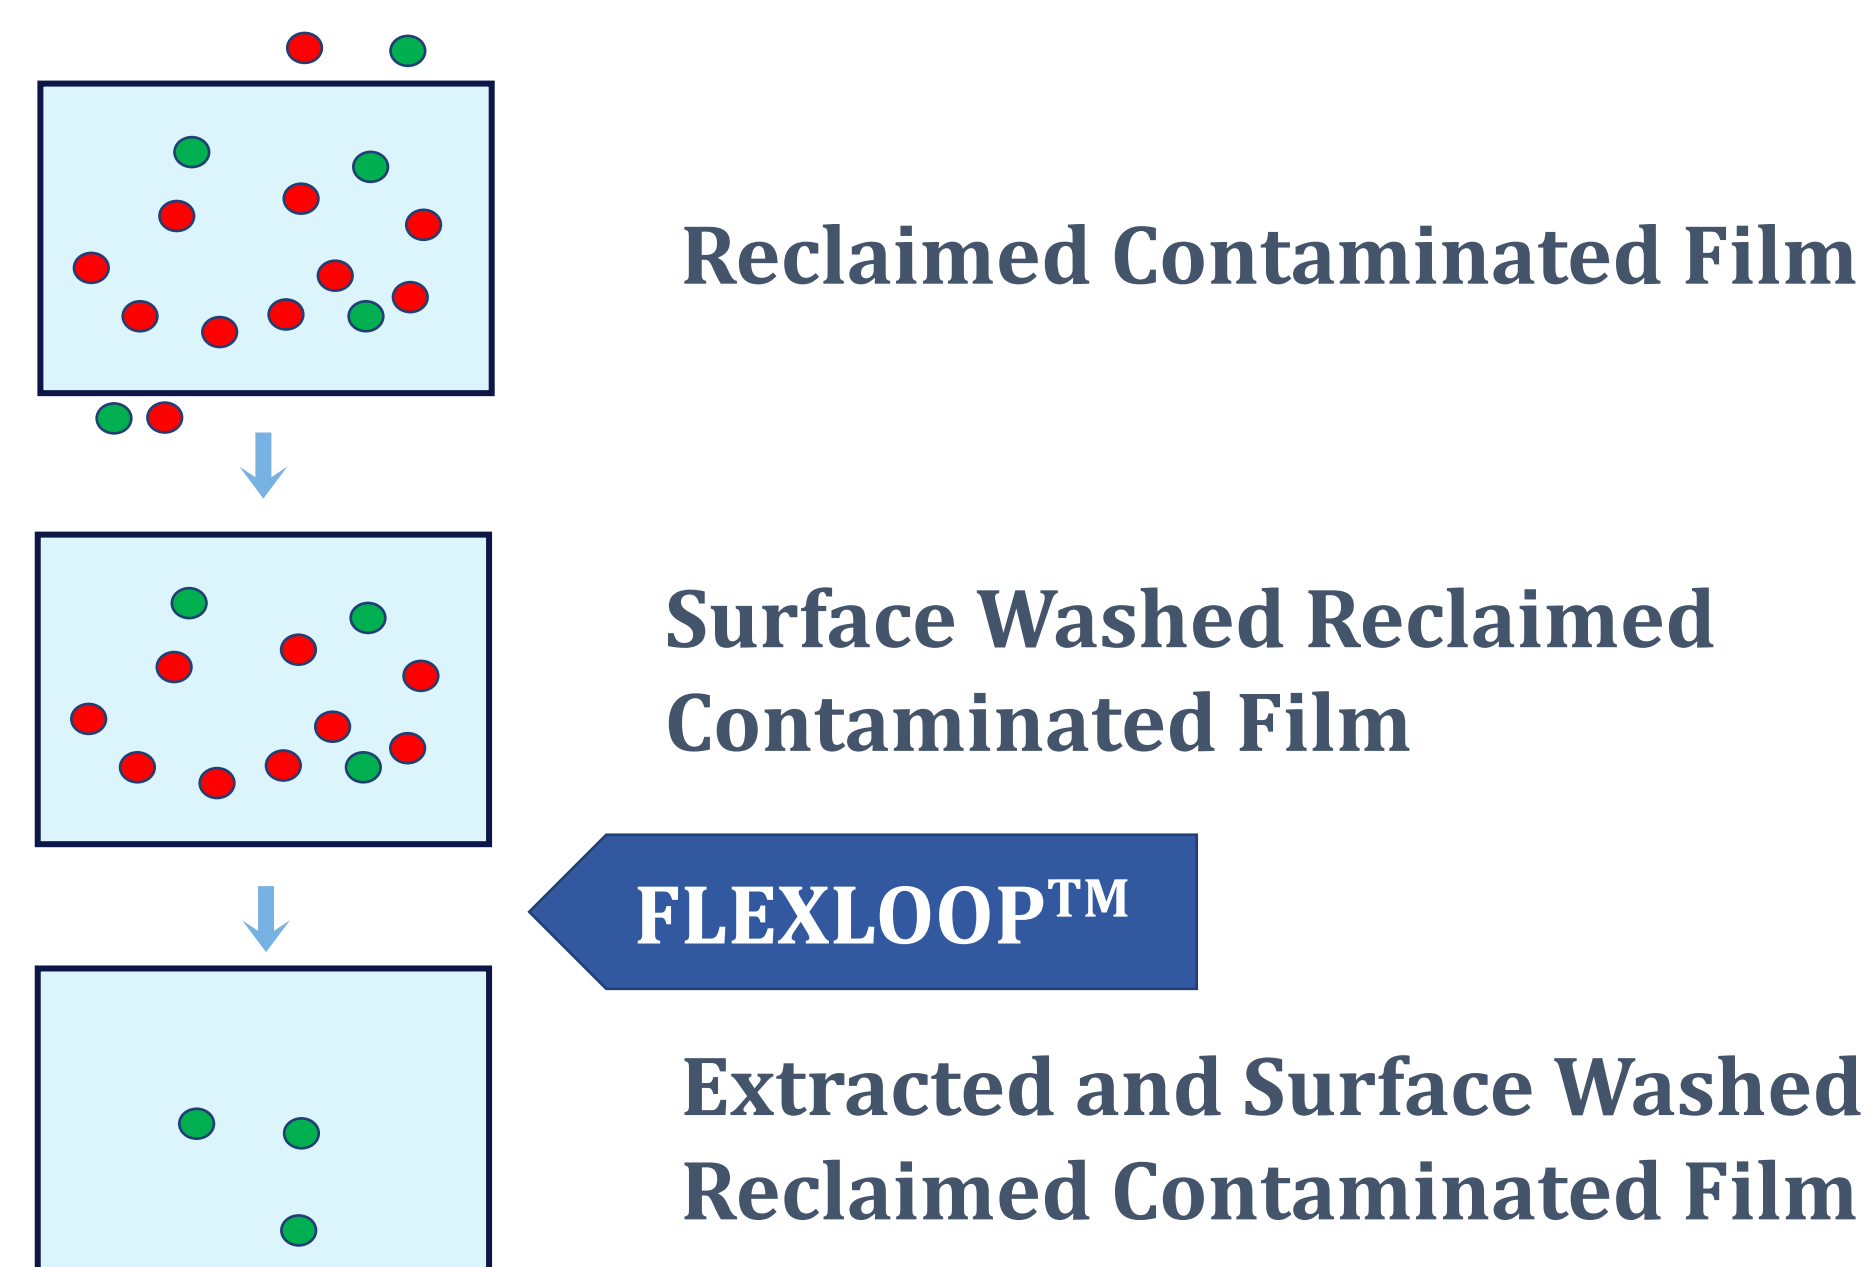 Reclaimed Contaminated Film
Surface Washed Reclaimed
Contaminated Film
FLEXLOOP™
Extracted and Surface Washed
Reclaimed Contaminated Film